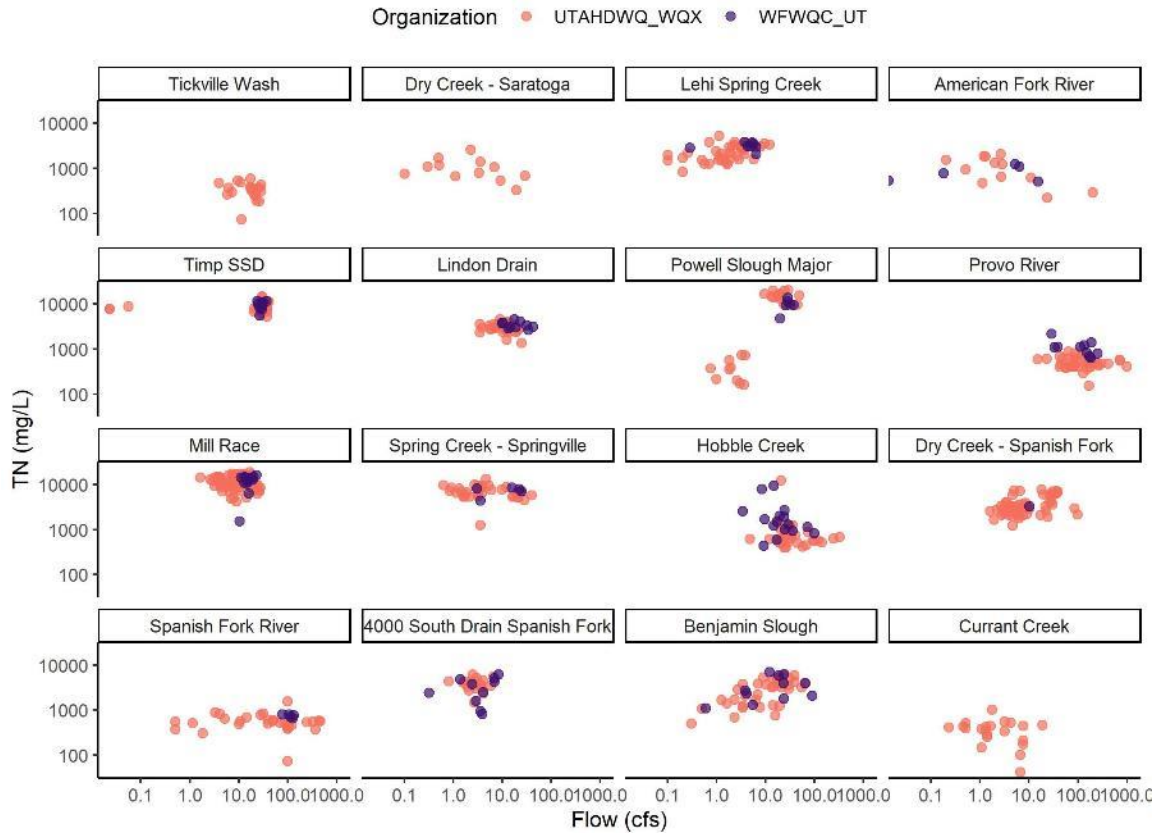 Organization UTAHDWQ_WQX WFWQC_UT
Tickville Wash Dry Creek - Saratoga Lehi Spring Creek American Fork River
10000
1000
100
Timp SSD Lindon Drain Powell Slough Major Provo River
10000
1000
100
TN (mg/L)
Mill Race Spring Creek - Springville Hobble Creek Dry Creek - Spanish Fork
10000
1000
100
Spanish Fork River 4000 South Drain Spanish Fork Benjamin Slough Currant Creek
10000
1000
100
0.1 1.0 10.0 100.01000.0 0.1 1.0 10.0 100.01000.0 0.1 1.0 10.0 100.01000.0 0.1 1.0 10.0 100.01000.0
Flow (cfs)